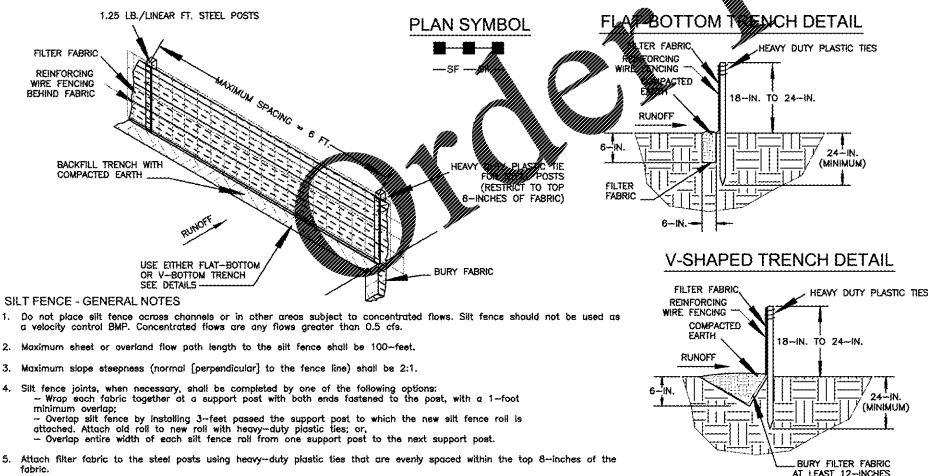 1.25 LB./LINEAR FT. STEEL POSTS
FILTER FABRIC
REINFORCING
WIRE FENCING
BEHIND FABRIC
MAXIMUM SPACING = 6 FT.
BACKFILL TRENCH WITH
COMPACTED EARTH
HEAVY DUTY PLASTIC TIE
FOR STEEL POSTS
(RESTRICT TO TOP
8-INCHES OF FABRIC)
RUNOFF
USE EITHER FLAT-BOTTOM
OR V-BOTTOM TRENCH
SEE DETAILS
BURY FABRIC
PLAN SYMBOL
SF
Order
FLAT-BOTTOM TRENCH DETAIL
FILTER FABRIC
REINFORCING
WIRE FENCING
COMPACTED
EARTH
HEAVY DUTY PLASTIC TIES
18-IN. TO 24-IN.
RUNOFF
6-IN.
24-IN.
(MINIMUM)
FILTER
FABRIC
6-IN.
V-SHAPED TRENCH DETAIL
FILTER FABRIC
REINFORCING
WIRE FENCING
COMPACTED
EARTH
HEAVY DUTY PLASTIC TIES
18-IN. TO 24-IN.
RUNOFF
6-IN.
24-IN.
(MINIMUM)
BURY FILTER FABRIC
AT LEAST 12-INCHES
SILT FENCE - GENERAL NOTES
1. Do not place silt fence across channels or in other areas subject to concentrated flows. Silt fence should not be used as
a velocity control BMP. Concentrated flows are any flows greater than 0.5 cfs.
2. Maximum sheet or overland flow path length to the silt fence shall be 100-feet.
3. Maximum slope steepness (normal [perpendicular] to the fence line) shall be 2:1.
4. Silt fence joints, when necessary, shall be completed by one of the following options:
- Wrap each fabric together at a support post with both ends fastened to the post, with a 1-foot
minimum overlap;
- Overlap silt fence by installing 3-feet passed the support post to which the new silt fence roll is
attached. Attach old roll to new roll with heavy-duty plastic ties; or,
- Overlap entire width of each silt fence roll from one support post to the next support post.
5. Attach filter fabric to the steel posts using heavy-duty plastic ties that are evenly spaced within the top 8-inches of the
fabric.